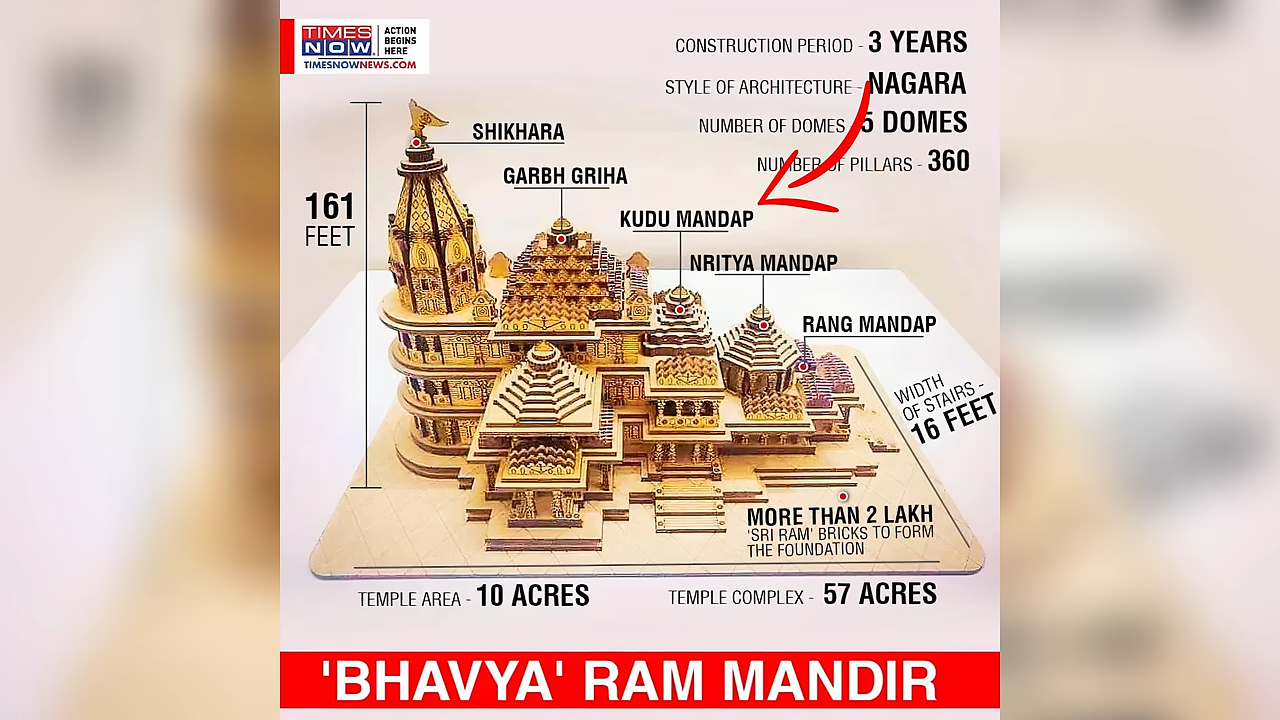 TIMES
NOW
ACTION
BEGINS
HERE
TIMESNOWNEWS.COM
CONSTRUCTION PERIOD - 3 YEARS
STYLE OF ARCHITECTURE - NAGARA
NUMBER OF DOMES 5 DOMES
NUMBER OF PILLARS - 360
SHIKHARA
GARBH GRIHA
161
FEET
KUDU MANDAP
NRITYA MANDAP
RANG MANDAP
WIDTH
OF STAIRS -
16 FEET
MORE THAN 2 LAKH
'SRI RAM' BRICKS TO FORM
THE FOUNDATION
TEMPLE AREA - 10 ACRES
TEMPLE COMPLEX - 57 ACRES
'BHAVYA' RAM MANDIR